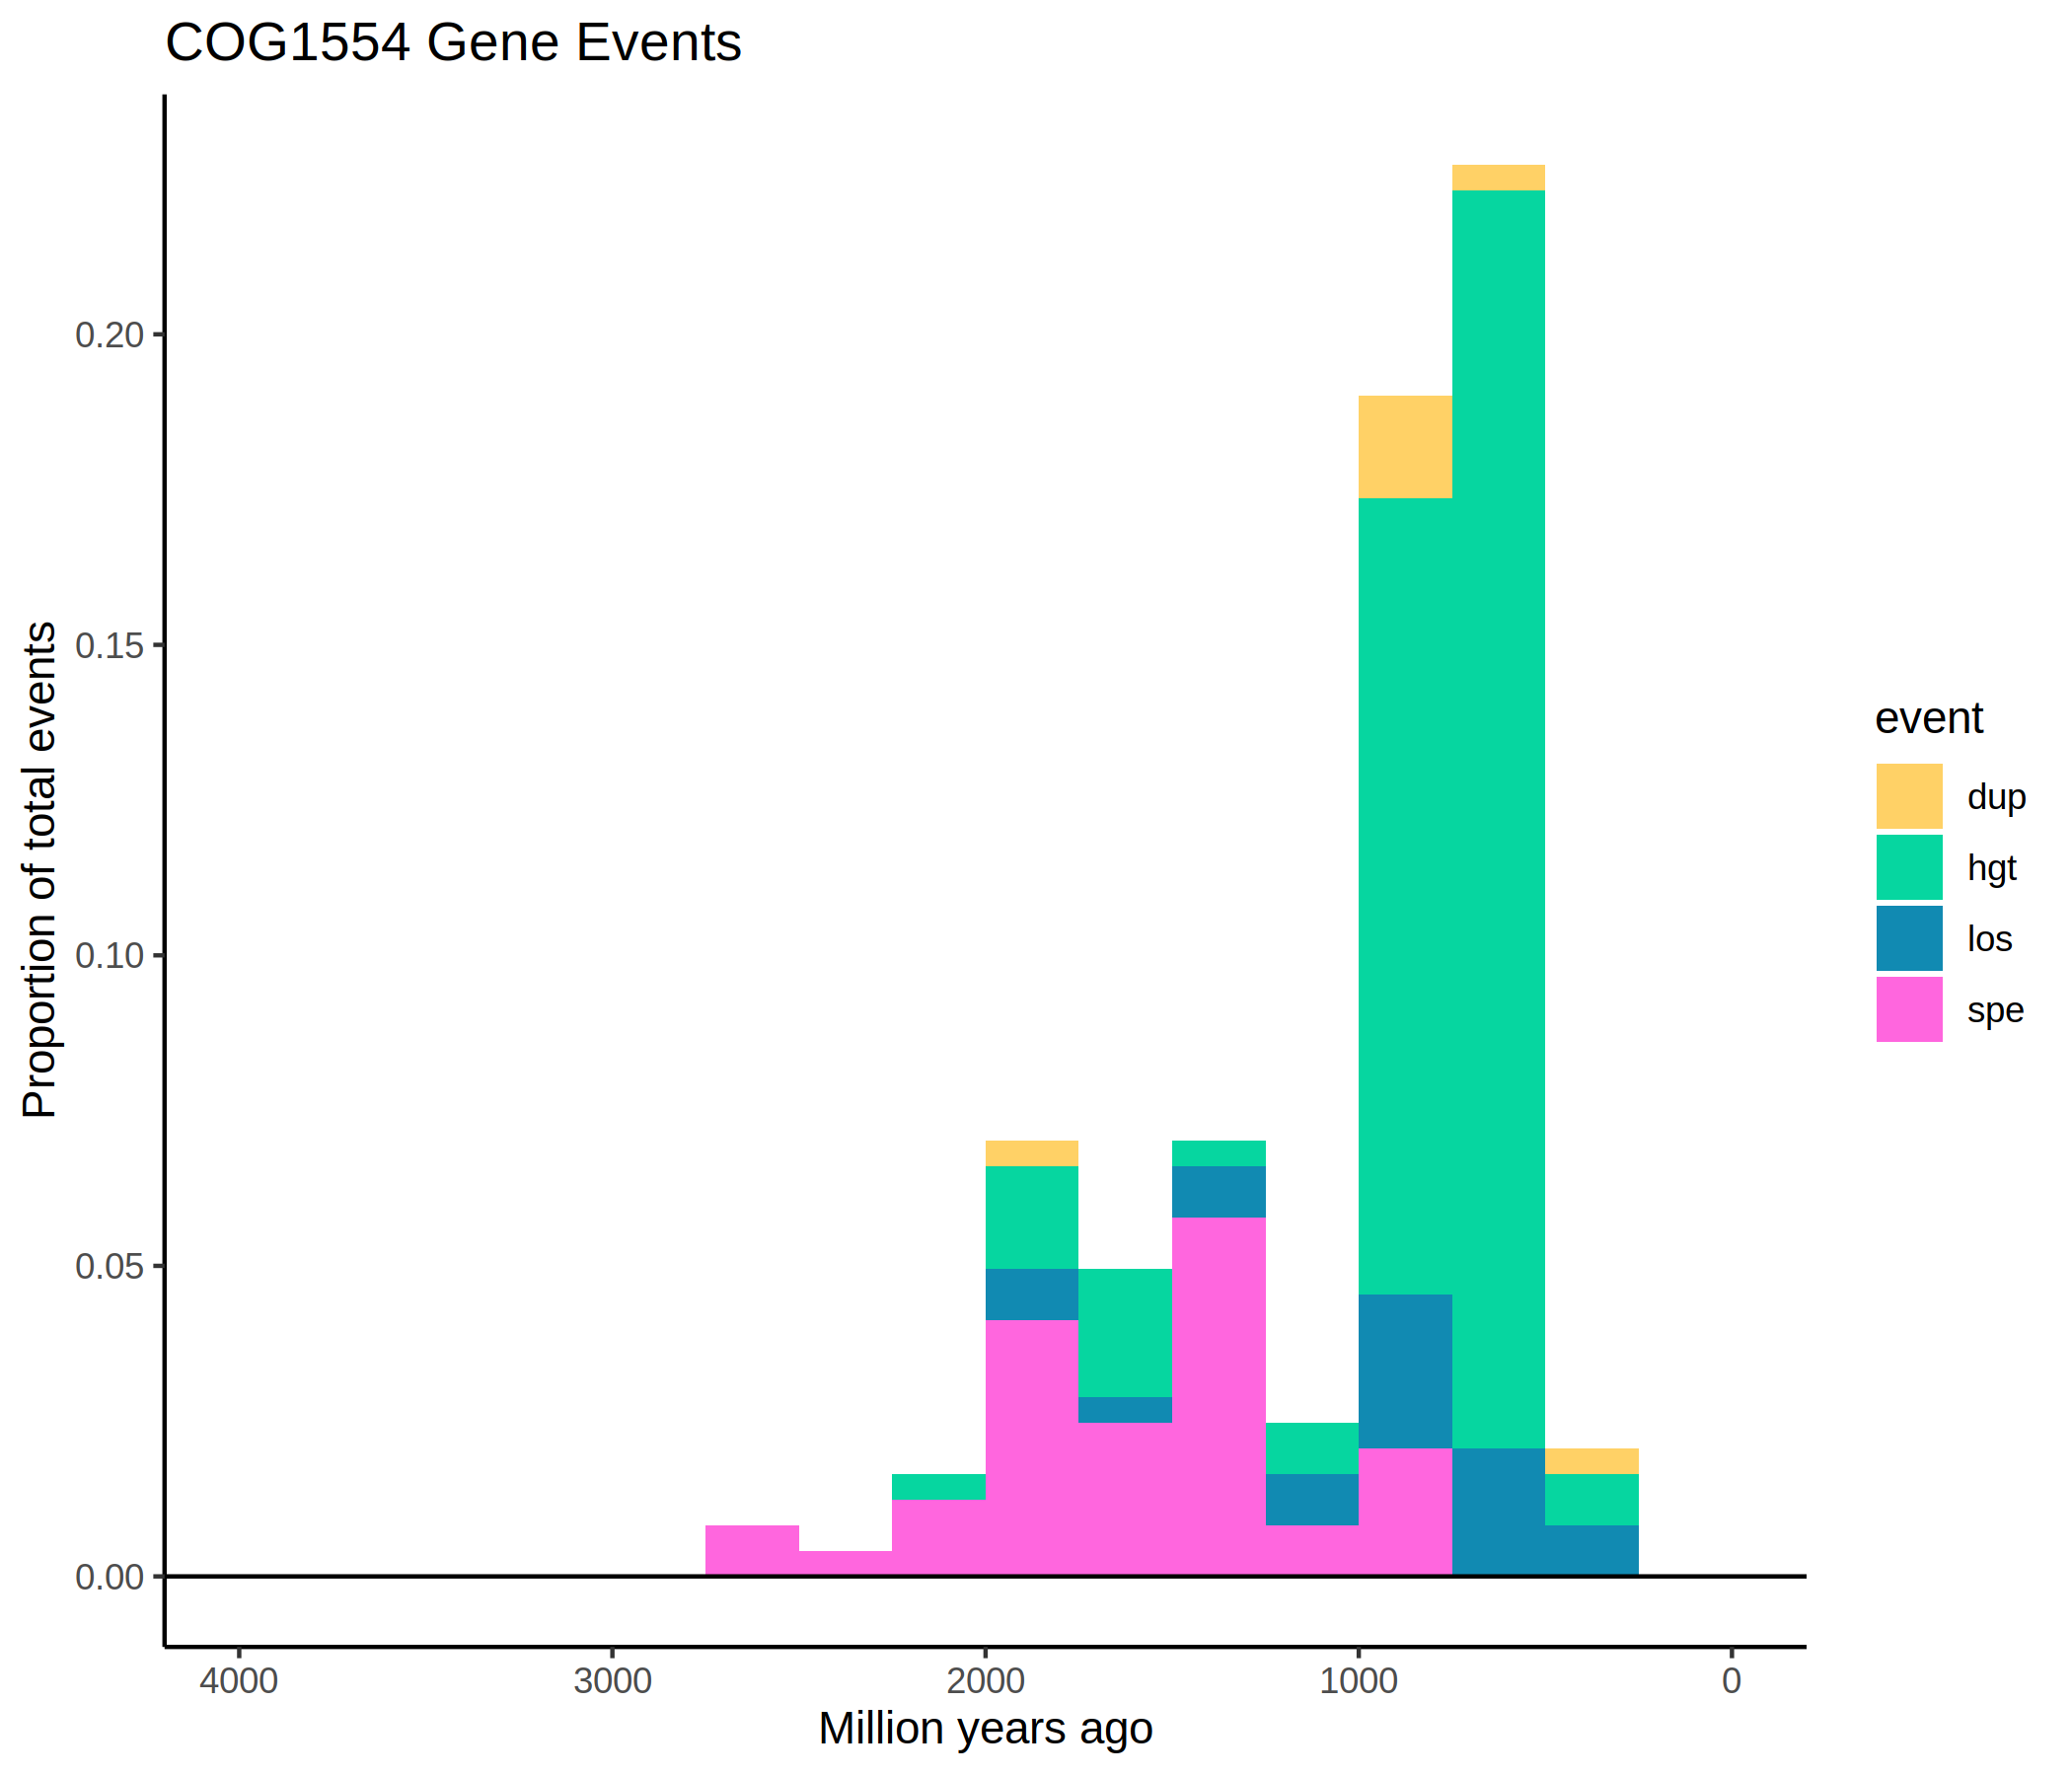 COG1554 Gene Events
Proportion of total events
0.20
0.15
0.10
0.05
0.00
4000 3000 2000 1000 0
Million years ago
event
dup
hgt
los
spe